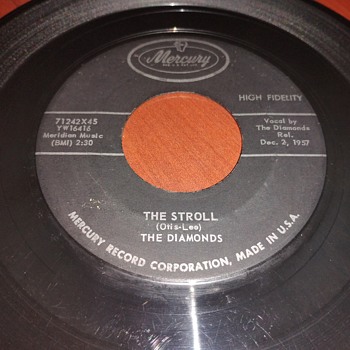 Mercury
RECORDS
HIGH FIDELITY
71242X45
YW16416
Meridian Music
(BMI) 2:30
Vocal by
The Diamonds
Rel.
Dec. 2, 1957
THE STROLL
(Otis-Lee)
THE DIAMONDS
MERCURY RECORD CORPORATION, MADE IN U.S.A.